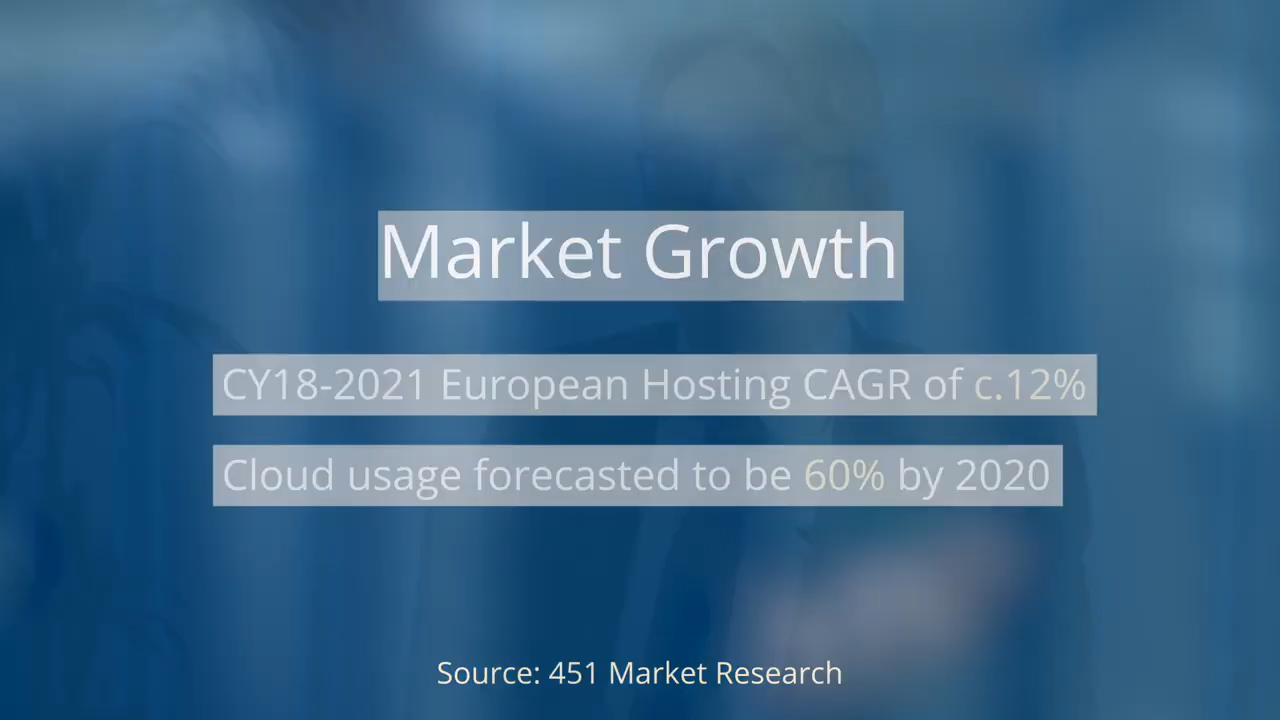 Market Growth
CY18-2021 European Hosting CAGR of c.12%
Cloud usage forecasted to be 60% by 2020
Source: 451 Market Research